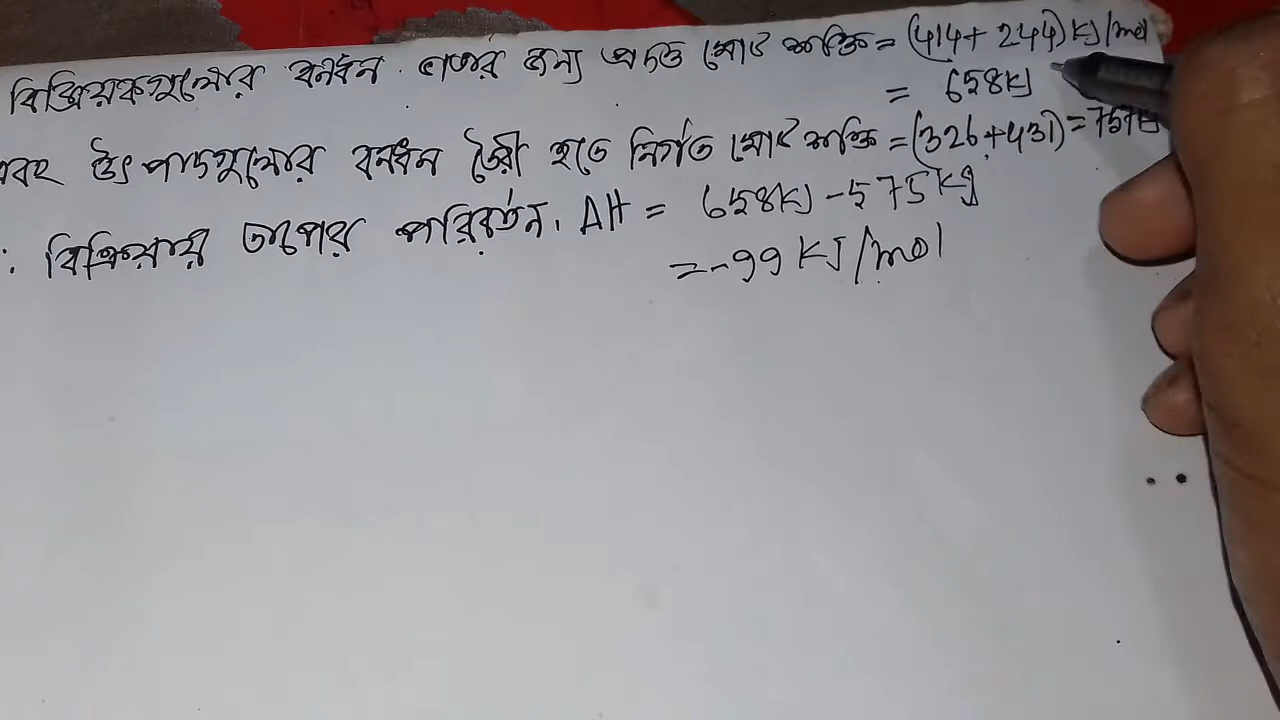 বিক্রিয়কগুলোর বন্ধন ভাঙ্গার জন্য প্রদত্ত মোট শক্তি = (414+ 244) KJ/mol
= 658KJ
এবং উৎপাদগুলোর বন্ধন তৈরী হতে নির্গত মোট শক্তি = (326+431) = 757
∴ বিক্রিয়ায় তাপের পরিবর্তন, ΔH = 658KJ - 575Kg
= -99 KJ/mol